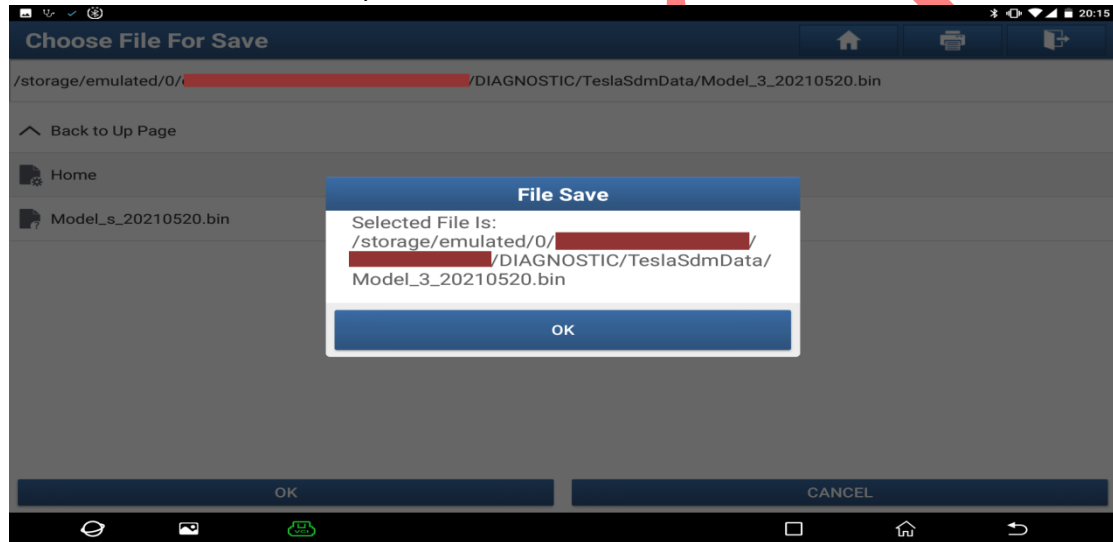 20:15
Choose File For Save
/storage/emulated/0/ /DIAGNOSTIC/TeslaSdmData/Model_3_20210520.bin
Back to Up Page
Home
Model_s_20210520.bin
File Save
Selected File Is:
/storage/emulated/0/ /
/DIAGNOSTIC/TeslaSdmData/
Model_3_20210520.bin
OK
OK CANCEL
VCI